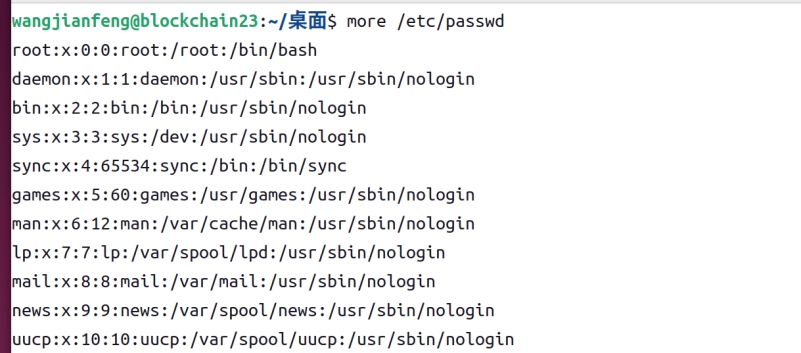 wangjianfeng@blockchain23:~/桌面$ more /etc/passwd
root:x:0:0:root:/root:/bin/bash
daemon:x:1:1:daemon:/usr/sbin:/usr/sbin/nologin
bin:x:2:2:bin:/bin:/usr/sbin/nologin
sys:x:3:3:sys:/dev:/usr/sbin/nologin
sync:x:4:65534:sync:/bin:/bin/sync
games:x:5:60:games:/usr/games:/usr/sbin/nologin
man:x:6:12:man:/var/cache/man:/usr/sbin/nologin
lp:x:7:7:lp:/var/spool/lpd:/usr/sbin/nologin
mail:x:8:8:mail:/var/mail:/usr/sbin/nologin
news:x:9:9:news:/var/spool/news:/usr/sbin/nologin
uucp:x:10:10:uucp:/var/spool/uucp:/usr/sbin/nologin